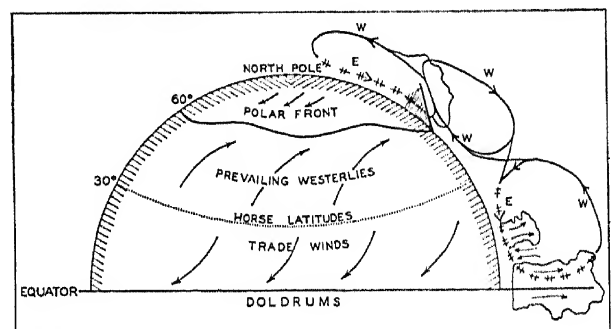 W
NORTH POLE
E
W
60°
POLAR FRONT
W
30°
PREVAILING WESTERLIES
E
W
HORSE LATITUDES
TRADE WINDS
EQUATOR
DOLDRUMS